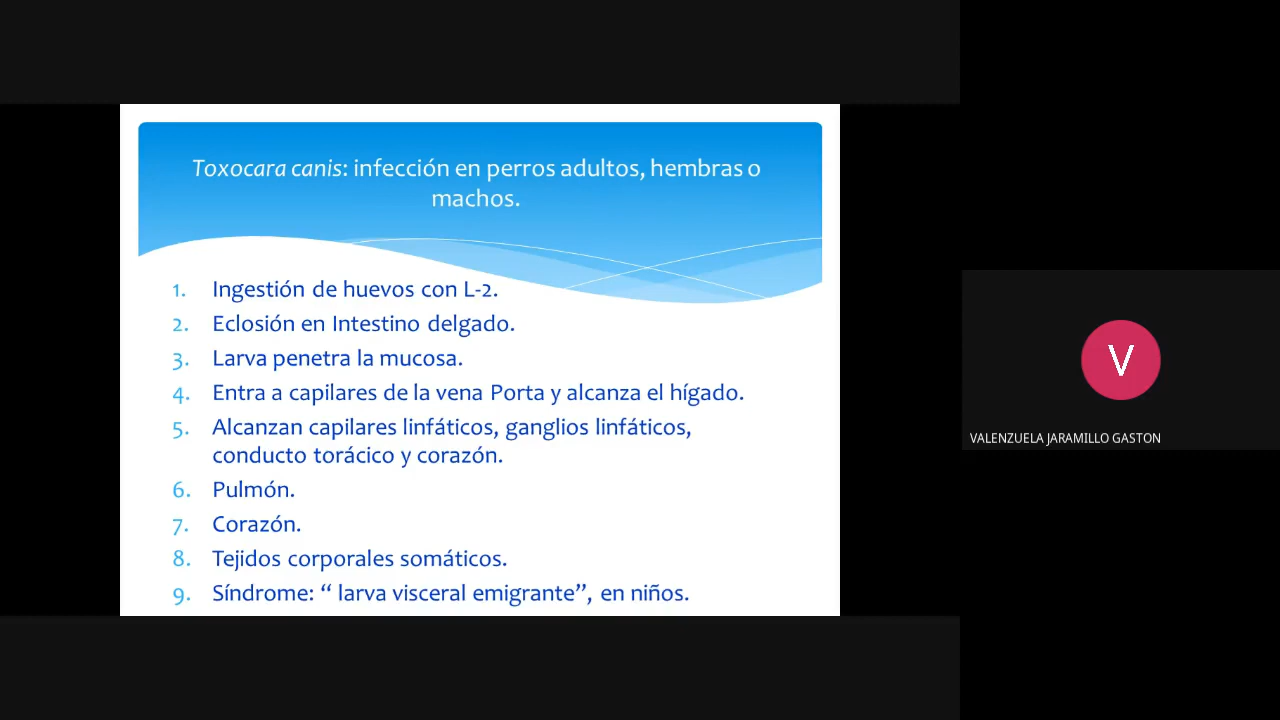 Toxocara canis: infección en perros adultos, hembras o
machos.
1. Ingestión de huevos con L-2.
2. Eclosión en Intestino delgado.
3. Larva penetra la mucosa.
4. Entra a capilares de la vena Porta y alcanza el hígado.
5. Alcanzan capilares linfáticos, ganglios linfáticos,
conducto torácico y corazón.
6. Pulmón.
7. Corazón.
8. Tejidos corporales somáticos.
9. Síndrome: “ larva visceral emigrante”, en niños.
V
VALENZUELA JARAMILLO GASTON